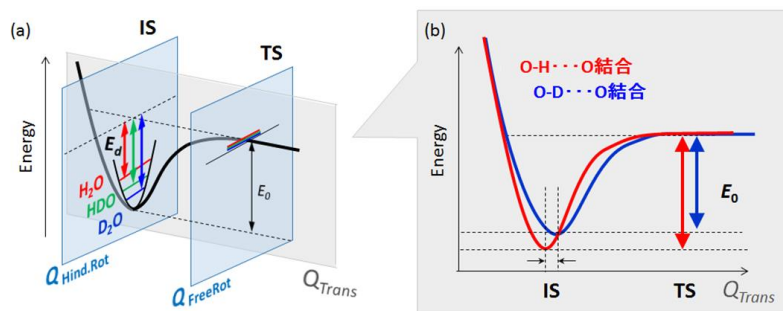 (a)
IS
TS
Energy
E_d
H₂O
HDO
D₂O
E₀
Q_Hind.Rot
Q_FreeRot
Q_Trans
(b)
O-H・・・O結合
O-D・・・O結合
Energy
E₀
IS
TS
Q_Trans